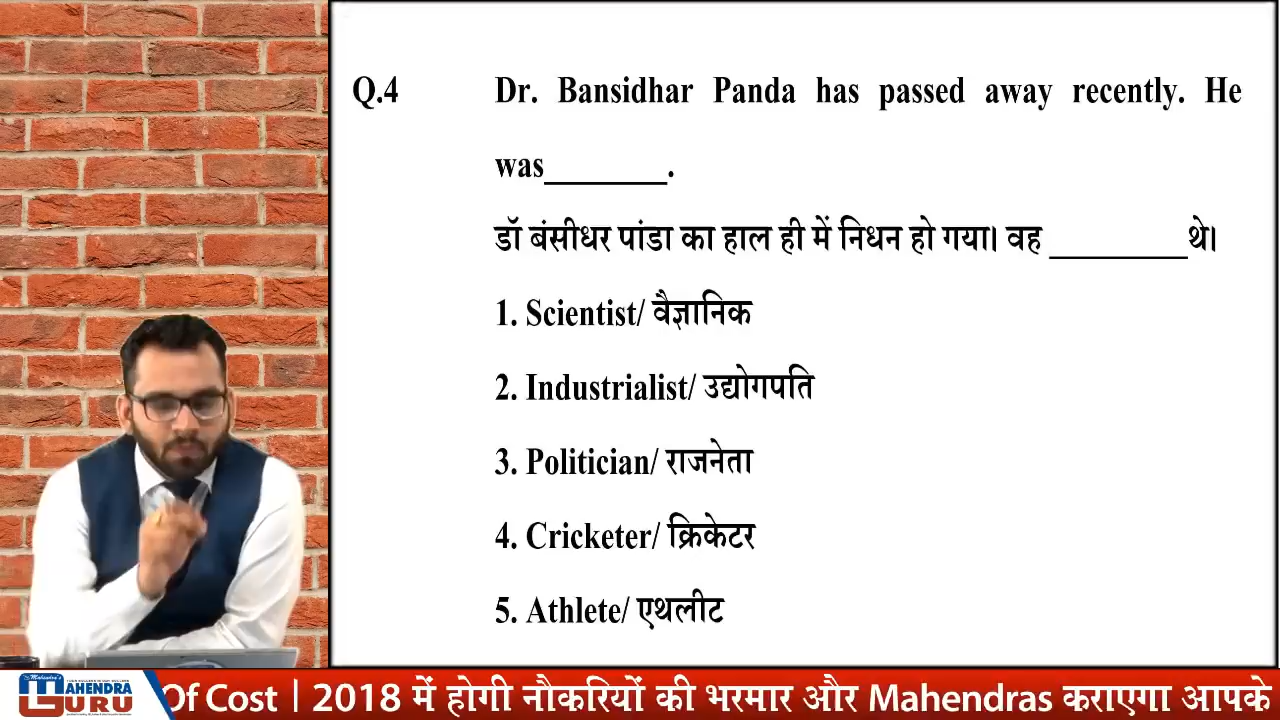 Q.4 Dr. Bansidhar Panda has passed away recently. He
was________.
डॉ बंसीधर पांडा का हाल ही में निधन हो गया। वह _________थे।
1. Scientist/ वैज्ञानिक
2. Industrialist/ उद्योगपति
3. Politician/ राजनेता
4. Cricketer/ क्रिकेटर
5. Athlete/ एथलीट
Mahendra's
MAHENDRA
GURU
Of Cost | 2018 में होगी नौकरियों की भरमार और Mahendras कराएगा आपके